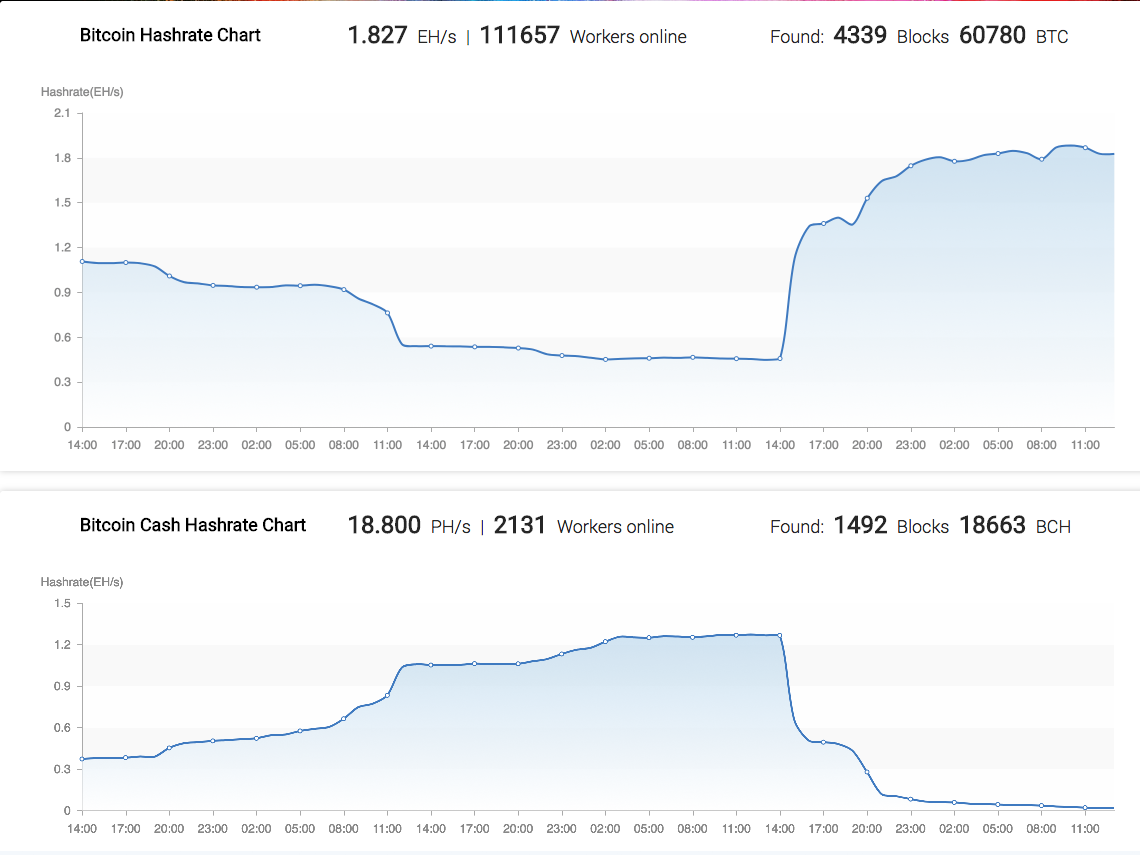 Bitcoin Hashrate Chart 1.827 EH/s | 111657 Workers online Found: 4339 Blocks 60780 BTC
Hashrate(EH/s)
2.1
1.8
1.5
1.2
0.9
0.6
0.3
0
14:00 17:00 20:00 23:00 02:00 05:00 08:00 11:00 14:00 17:00 20:00 23:00 02:00 05:00 08:00 11:00 14:00 17:00 20:00 23:00 02:00 05:00 08:00 11:00
Bitcoin Cash Hashrate Chart 18.800 PH/s | 2131 Workers online Found: 1492 Blocks 18663 BCH
Hashrate(EH/s)
1.5
1.2
0.9
0.6
0.3
0
14:00 17:00 20:00 23:00 02:00 05:00 08:00 11:00 14:00 17:00 20:00 23:00 02:00 05:00 08:00 11:00 14:00 17:00 20:00 23:00 02:00 05:00 08:00 11:00